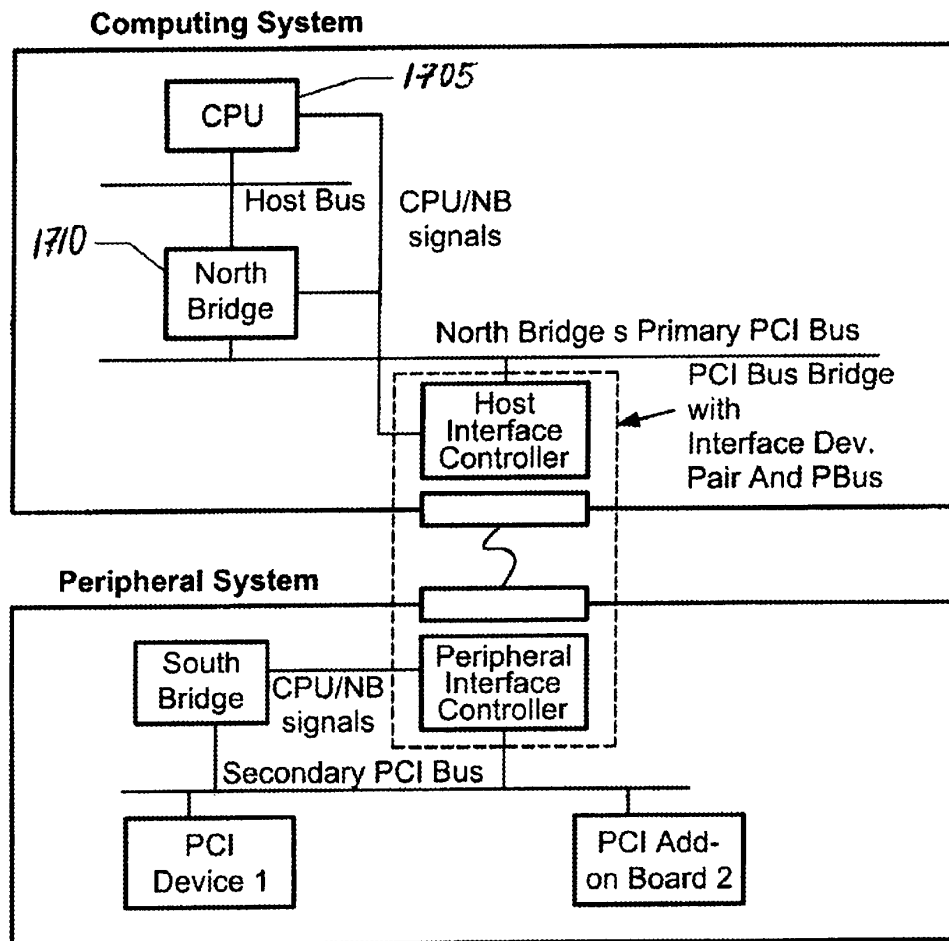 Computing System
1705
CPU
Host Bus
CPU/NB
signals
1710
North
Bridge
North Bridge s Primary PCI Bus
PCI Bus Bridge
with
Interface Dev.
Pair And PBus
Host
Interface
Controller
Peripheral System
South
Bridge
CPU/NB
signals
Peripheral
Interface
Controller
Secondary PCI Bus
PCI
Device 1
PCI Add-
on Board 2